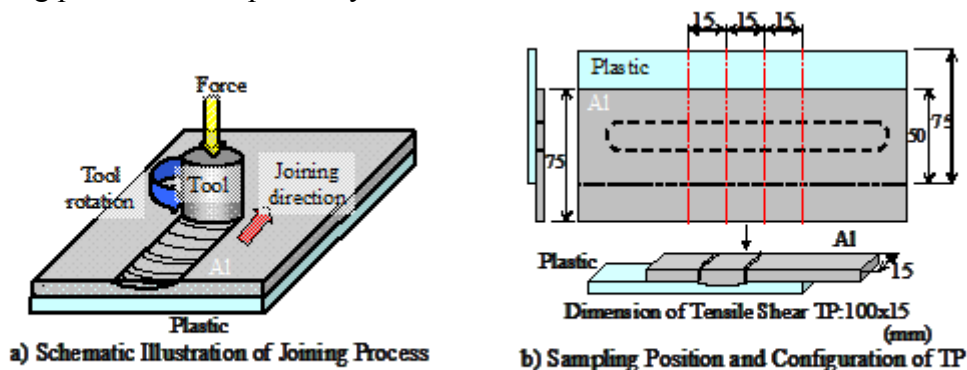 Force
Tool
rotation
Tool
Joining
direction
Al
Plastic
a) Schematic Illustration of Joining Process
15 15 15
Plastic
Al
75
50
75
Al
Plastic
15
Dimension of Tensile Shear TP:100x15
(mm)
b) Sampling Position and Configuration of TP